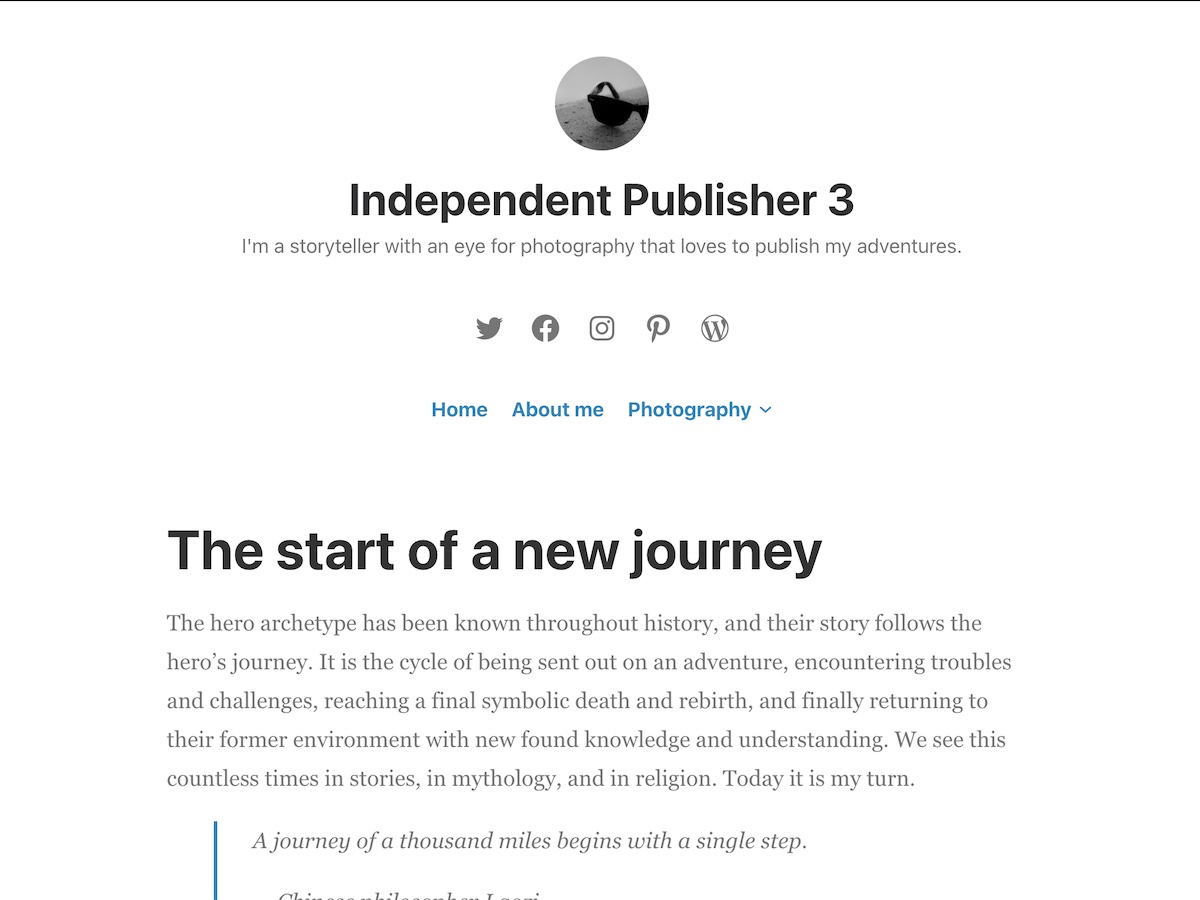 Independent Publisher 3
I'm a storyteller with an eye for photography that loves to publish my adventures.
Home About me Photography
The start of a new journey
The hero archetype has been known throughout history, and their story follows the
hero’s journey. It is the cycle of being sent out on an adventure, encountering troubles
and challenges, reaching a final symbolic death and rebirth, and finally returning to
their former environment with new found knowledge and understanding. We see this
countless times in stories, in mythology, and in religion. Today it is my turn.
A journey of a thousand miles begins with a single step.
Chinese philosopher Laozi